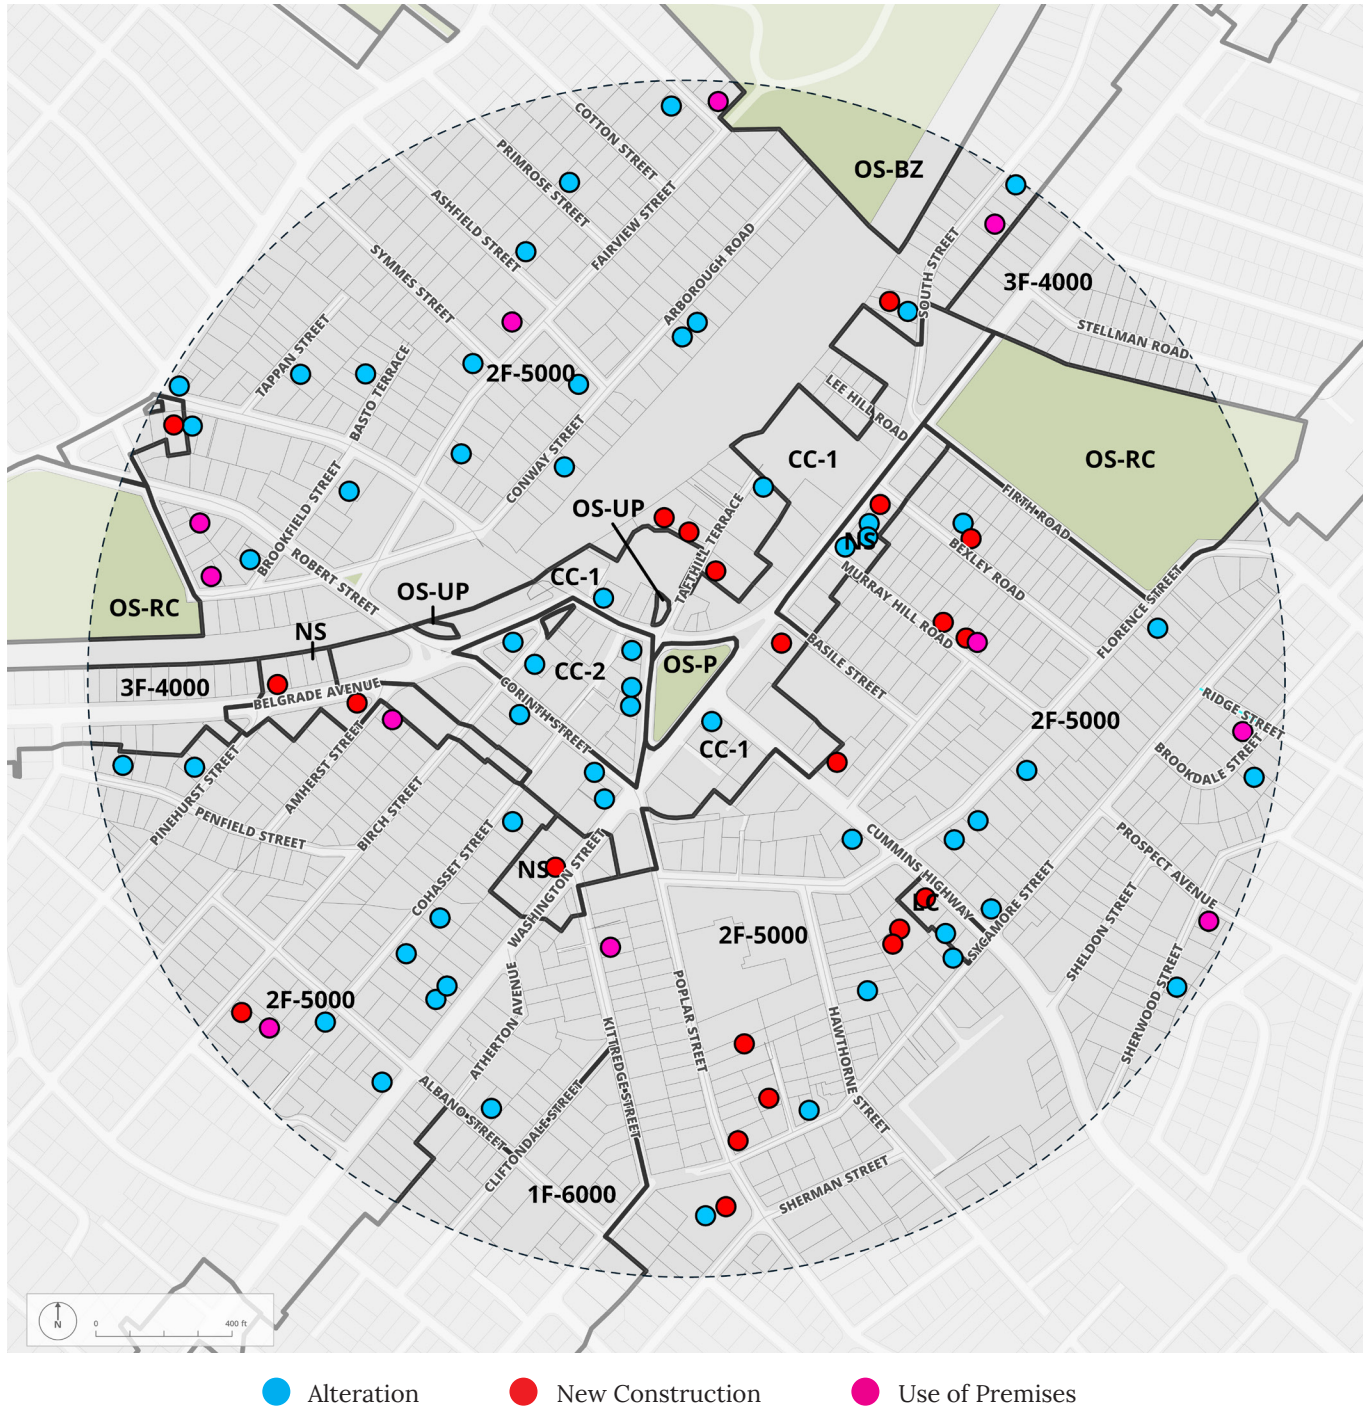 COTTON STREET
PRIMROSE STREET
OS-BZ
ASHFIELD STREET
FAIRVIEW STREET
SYMMES STREET
ARBOROUGH ROAD
SOUTH STREET
3F-4000
STELLMAN ROAD
TAPPAN STREET
BASTO TERRACE
2F-5000
LEE HILL ROAD
CONWAY STREET
CC-1
OS-RC
BROOKFIELD STREET
OS-UP
FIRTH ROAD
TAFTHILL TERRACE
NS
BEXLEY ROAD
ROBERT STREET
CC-1
MURRAY HILL ROAD
OS-UP
OS-RC
FLORENCE STREET
NS
BASILE STREET
3F-4000
BELGRADE AVENUE
CC-2
OS-P
CORINTH STREET
RIDGE STREET
2F-5000
CC-1
BROOKDALE STREET
PINEHURST STREET
AMHERST STREET
BIRCH STREET
PENFIELD STREET
COHASSET STREET
CUMMINS HIGHWAY
PROSPECT AVENUE
NS
WASHINGTON STREET
LC
SYCAMORE STREET
SHELDON STREET
2F-5000
2F-5000
SHERWOOD STREET
ATHERTON AVENUE
POPLAR STREET
KITTREDGE STREET
HAWTHORNE STREET
ALBANO STREET
CLIFTONDALE STREET
1F-6000
SHERMAN STREET
N
0 400 ft
Alteration New Construction Use of Premises